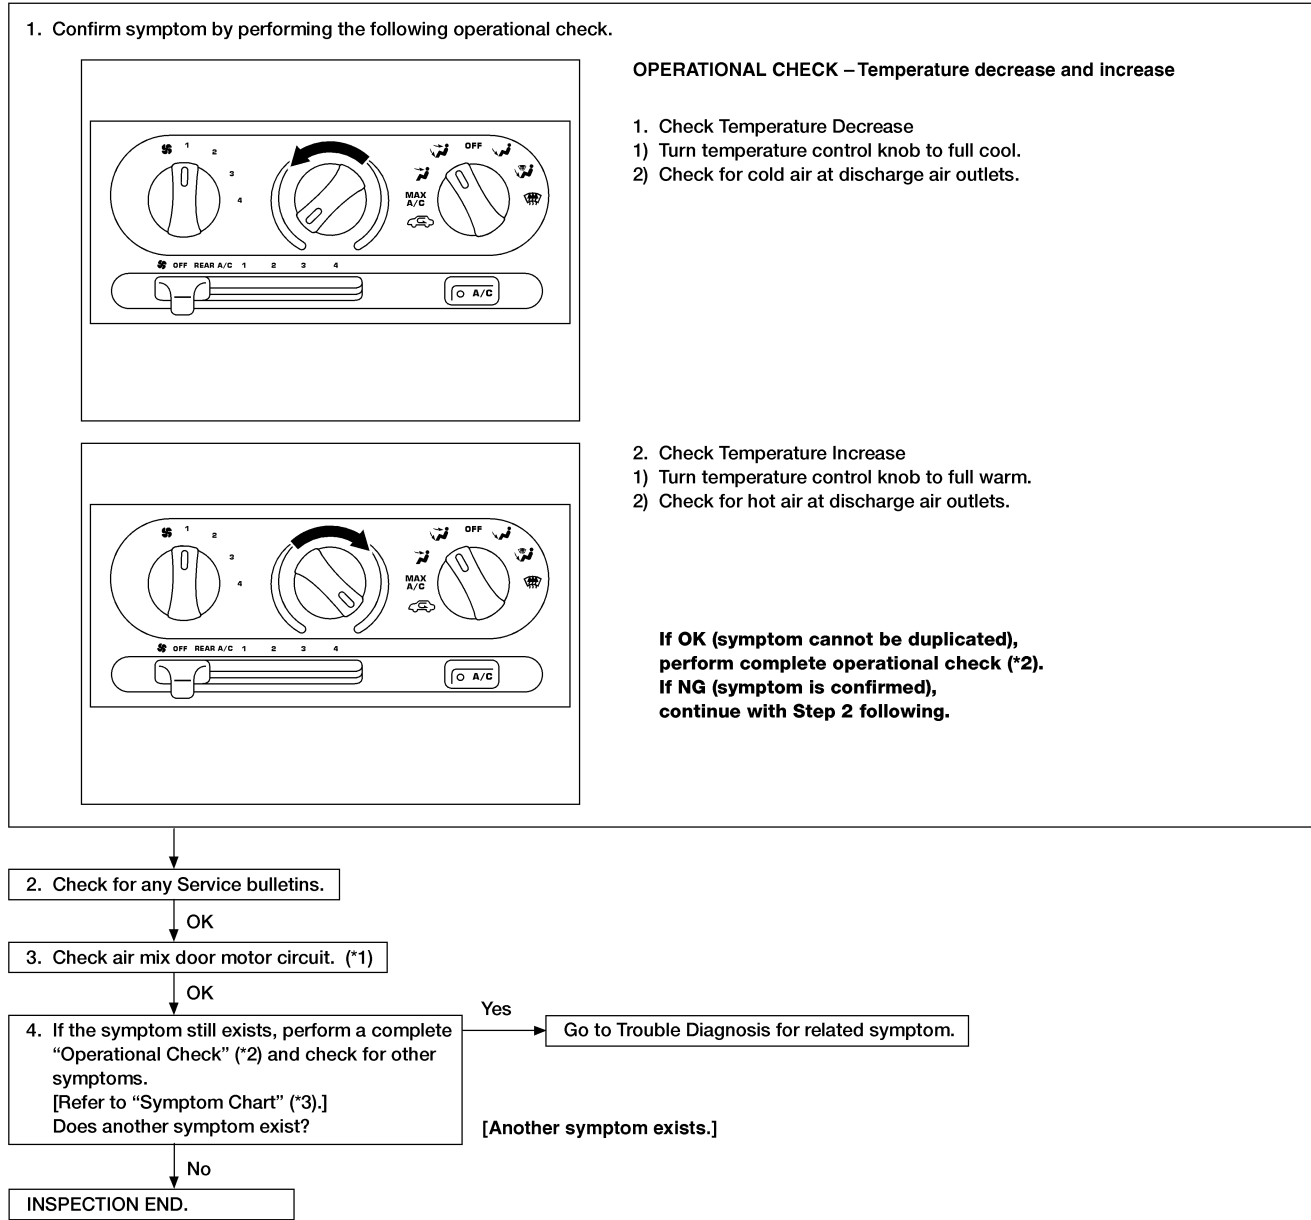 1. Confirm symptom by performing the following operational check.
OPERATIONAL CHECK – Temperature decrease and increase
1. Check Temperature Decrease
1) Turn temperature control knob to full cool.
2) Check for cold air at discharge air outlets.
1
2
3
4
OFF
MAX
A/C
OFF REAR A/C 1 2 3 4
A/C
2. Check Temperature Increase
1) Turn temperature control knob to full warm.
2) Check for hot air at discharge air outlets.
1
2
3
4
OFF
MAX
A/C
OFF REAR A/C 1 2 3 4
A/C
If OK (symptom cannot be duplicated),
perform complete operational check (*2).
If NG (symptom is confirmed),
continue with Step 2 following.
2. Check for any Service bulletins.
OK
3. Check air mix door motor circuit. (*1)
OK
4. If the symptom still exists, perform a complete
“Operational Check” (*2) and check for other
symptoms.
[Refer to “Symptom Chart” (*3).]
Does another symptom exist?
Yes
Go to Trouble Diagnosis for related symptom.
[Another symptom exists.]
No
INSPECTION END.